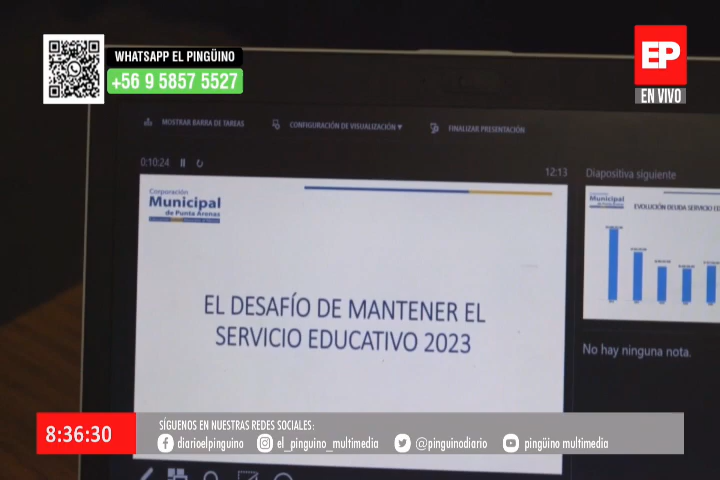 WHATSAPP EL PINGÜINO
+56 9 5857 5527
EP
EN VIVO
MOSTRAR BARRA DE TAREAS
CONFIGURACIÓN DE VISUALIZACIÓN ▼
FINALIZAR PRESENTACIÓN
0:10:24
12:13
Diapositiva siguiente
Corporación
Municipal
de Punta Arenas
EL DESAFÍO DE MANTENER EL
SERVICIO EDUCATIVO 2023
Municipal
EVOLUCIÓN DEUDA SERVICIO ED
No hay ninguna nota.
8:36:30
SÍGUENOS EN NUESTRAS REDES SOCIALES:
diarioelpinguino
el_pinguino_multimedia
@pinguinodiario
pingüino multimedia